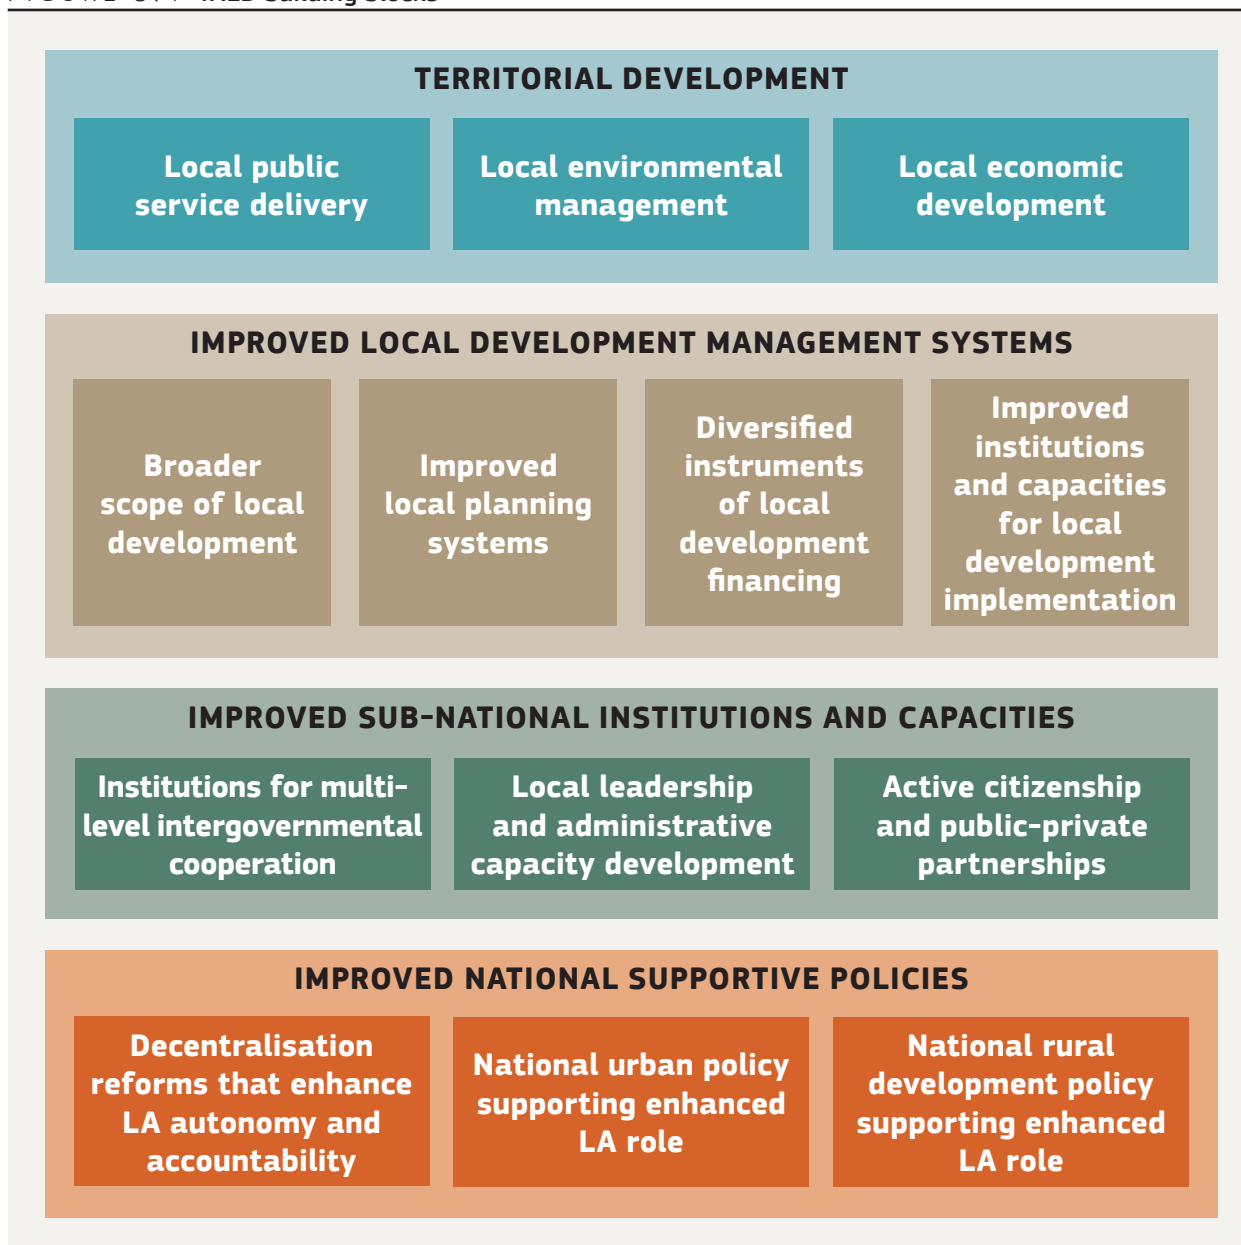 TERRITORIAL DEVELOPMENT
Local public
service delivery
Local environmental
management
Local economic
development
IMPROVED LOCAL DEVELOPMENT MANAGEMENT SYSTEMS
Broader
scope of local
development
Improved
local planning
systems
Diversified
instruments
of local
development
financing
Improved
institutions
and capacities
for local
development
implementation
IMPROVED SUB-NATIONAL INSTITUTIONS AND CAPACITIES
Institutions for multi-
level intergovernmental
cooperation
Local leadership
and administrative
capacity development
Active citizenship
and public-private
partnerships
IMPROVED NATIONAL SUPPORTIVE POLICIES
Decentralisation
reforms that enhance
LA autonomy and
accountability
National urban policy
supporting enhanced
LA role
National rural
development policy
supporting enhanced
LA role